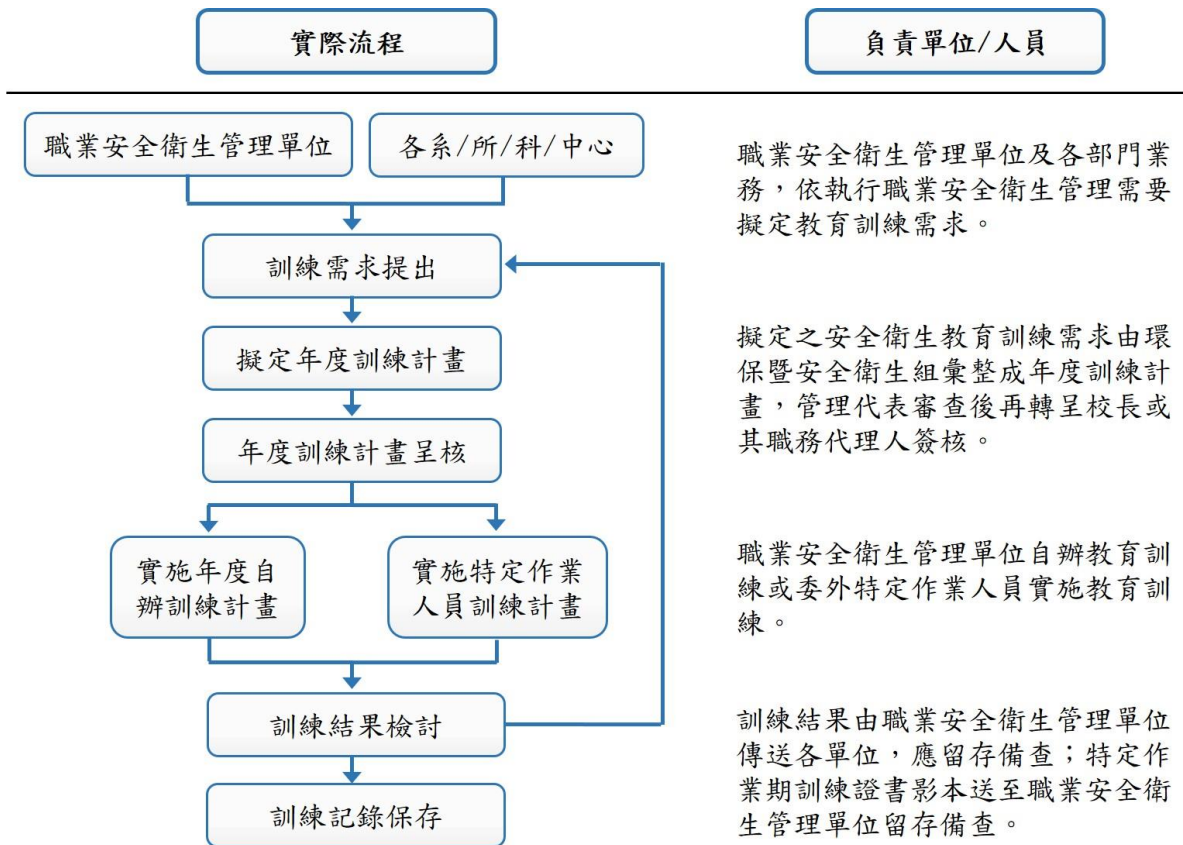 實際流程
負責單位/人員
職業安全衛生管理單位
各系/所/科/中心
訓練需求提出
擬定年度訓練計畫
年度訓練計畫呈核
實施年度自
辦訓練計畫
實施特定作業
人員訓練計畫
訓練結果檢討
訓練記錄保存
職業安全衛生管理單位及各部門業
務，依執行職業安全衛生管理需要
擬定教育訓練需求。
擬定之安全衛生教育訓練需求由環
保暨安全衛生組彙整成年度訓練計
畫，管理代表審查後再轉呈校長或
其職務代理人簽核。
職業安全衛生管理單位自辦教育訓
練或委外特定作業人員實施教育訓
練。
訓練結果由職業安全衛生管理單位
傳送各單位，應留存備查；特定作
業期訓練證書影本送至職業安全衛
生管理單位留存備查。